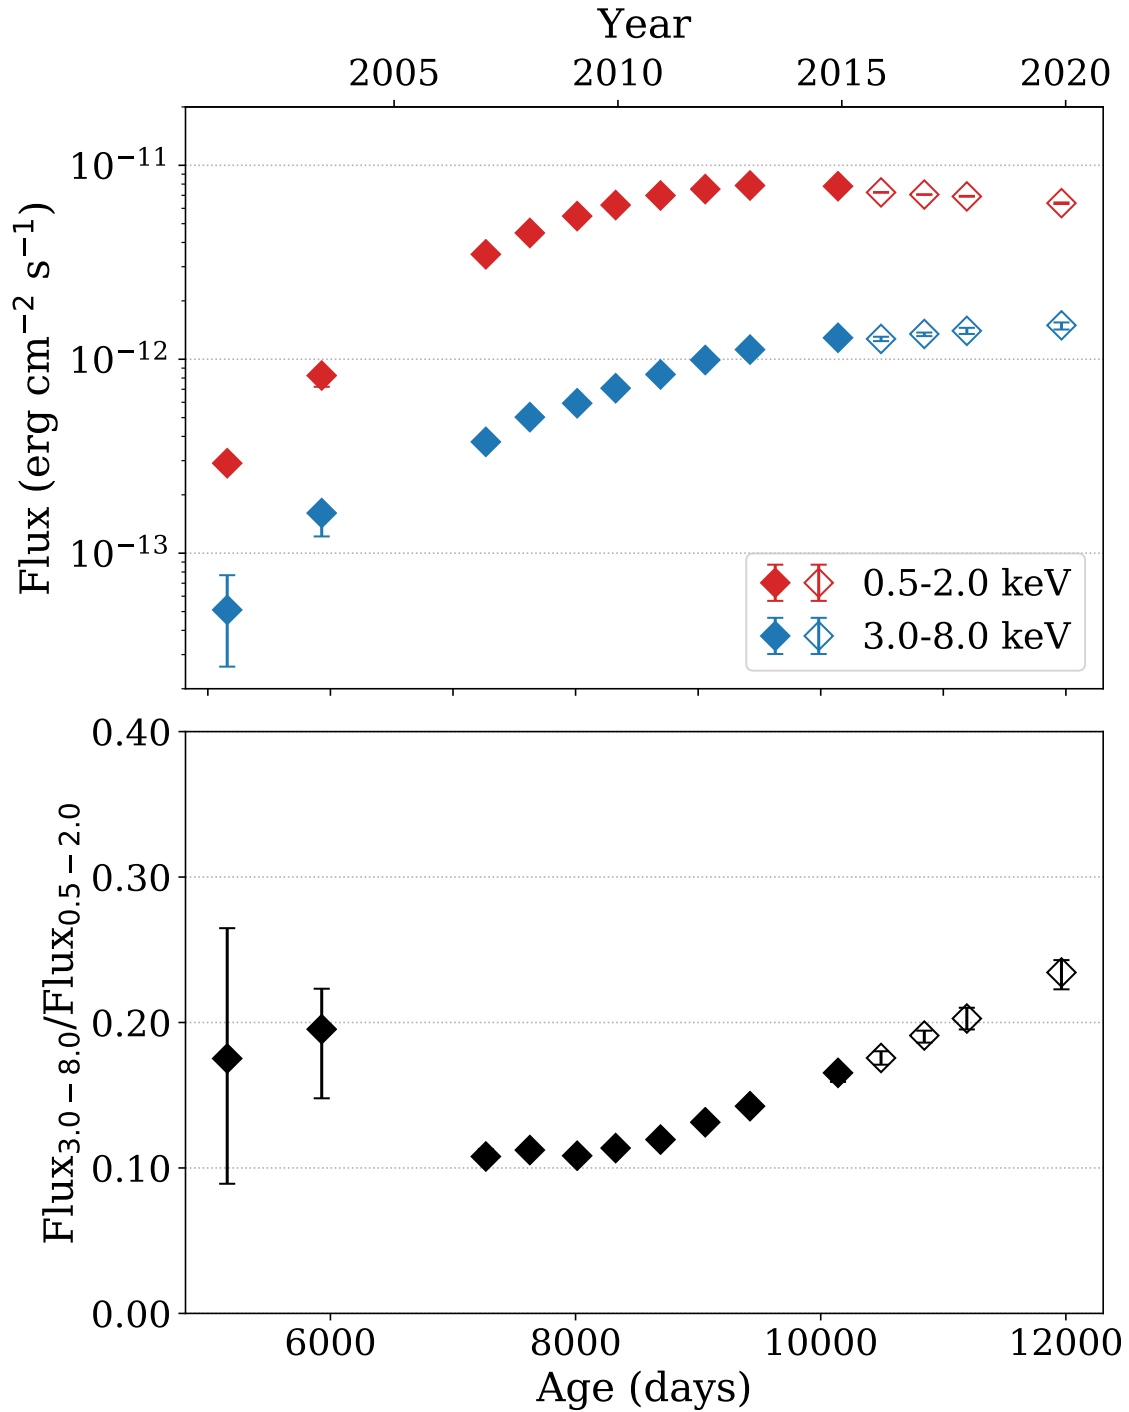 Year
2005 2010 2015 2020
10⁻¹¹
10⁻¹²
10⁻¹³
Flux (erg cm⁻² s⁻¹)
0.5-2.0 keV
3.0-8.0 keV
0.40
0.30
0.20
0.10
0.00
Flux₃.₀₋₈.₀/Flux₀.₅₋₂.₀
6000 8000 10000 12000
Age (days)